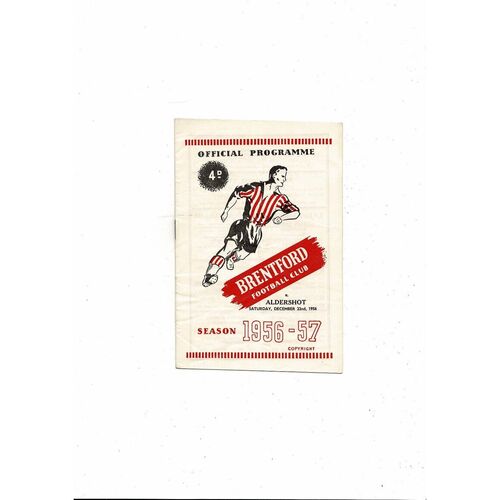 OFFICIAL PROGRAMME
4D
BRENTFORD
FOOTBALL CLUB
v.
ALDERSHOT
SATURDAY, DECEMBER 22nd, 1956
SEASON 1956-57
COPYRIGHT